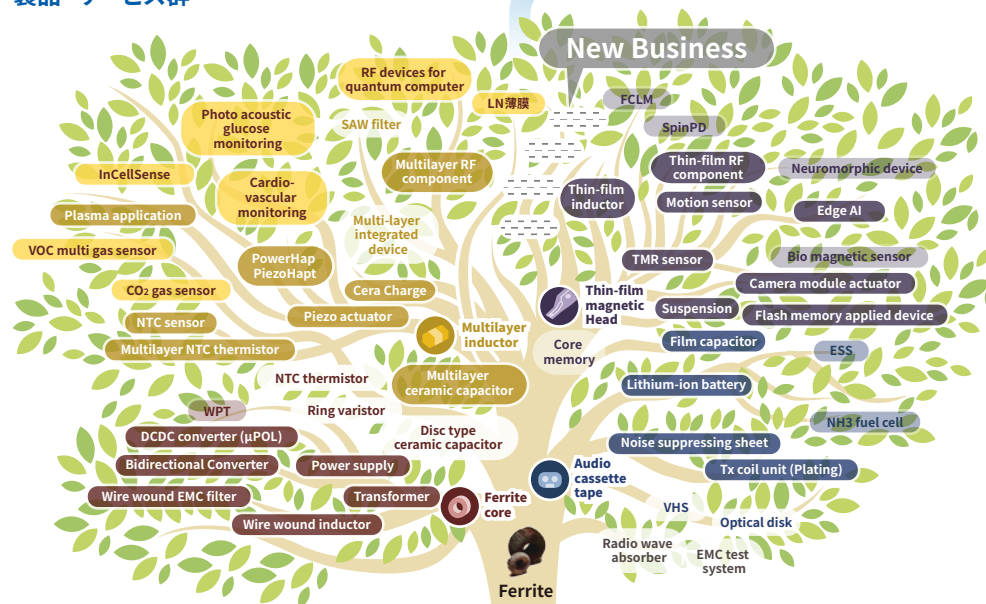 製品・サービス群
New Business
RF devices for
quantum computer
LN薄膜
FCLM
Photo acoustic
glucose
monitoring
SAW filter
SpinPD
Multilayer RF
component
Thin-film RF
component
Neuromorphic device
InCellSense
Cardio-
vascular
monitoring
Thin-film
inductor
Motion sensor
Plasma application
Edge AI
Multi-layer
integrated
device
VOC multi gas sensor
PowerHap
PiezoHapt
TMR sensor
Bio magnetic sensor
CO₂ gas sensor
Cera Charge
Thin-film
magnetic
Head
Camera module actuator
NTC sensor
Piezo actuator
Suspension
Flash memory applied device
Multilayer
inductor
Multilayer NTC thermistor
Core
memory
Film capacitor
ESS
NTC thermistor
Multilayer
ceramic capacitor
Lithium-ion battery
WPT
Ring varistor
NH3 fuel cell
DCDC converter (μPOL)
Disc type
ceramic capacitor
Noise suppressing sheet
Bidirectional Converter
Power supply
Audio
cassette
tape
Tx coil unit (Plating)
Wire wound EMC filter
Transformer
Ferrite
core
VHS
Wire wound inductor
Optical disk
Radio wave
absorber
EMC test
system
Ferrite